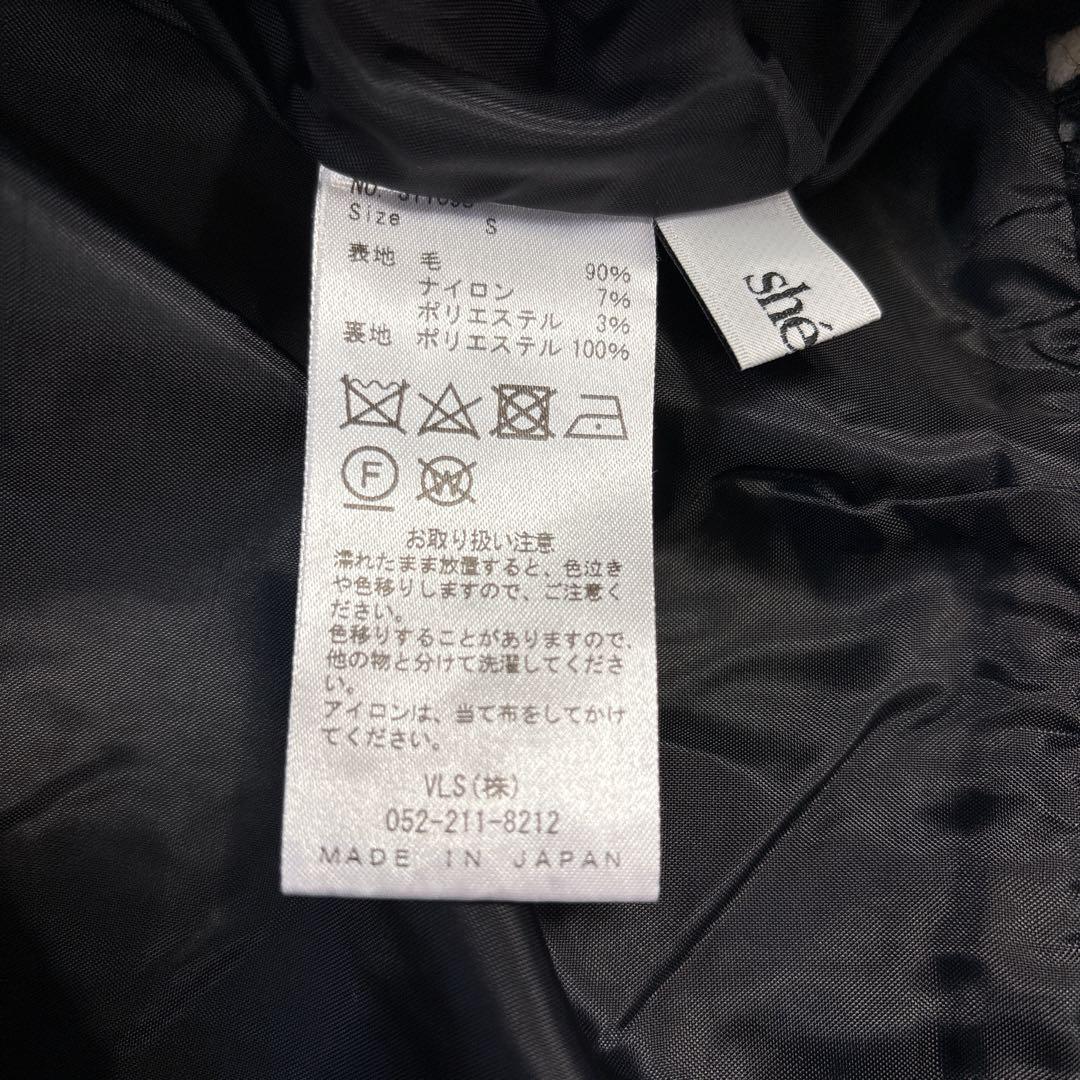 Size S
表地 毛 90%
ナイロン 7%
ポリエステル 3%
裏地 ポリエステル 100%
F
W
お取り扱い注意
濡れたまま放置すると、色泣き
や色移りしますので、ご注意く
ださい。
色移りすることがありますので、
他の物と分けて洗濯してくださ
い。
アイロンは、当て布をしてかけ
てください。
VLS(株)
052-211-8212
MADE IN JAPAN
shé